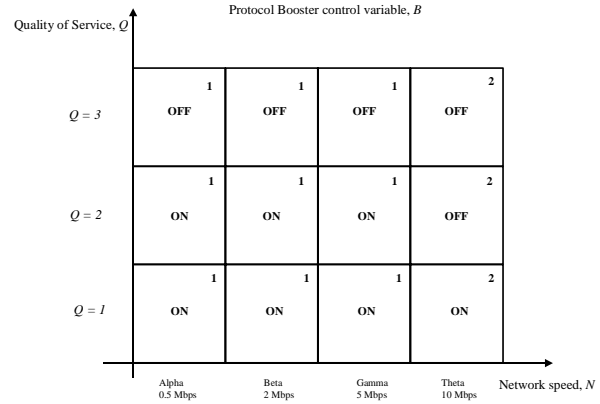 Protocol Booster control variable, B
Quality of Service, Q
1 1 1 2
Q = 3 OFF OFF OFF OFF
1 1 1 2
Q = 2 ON ON ON OFF
1 1 1 2
Q = 1 ON ON ON ON
Alpha Beta Gamma Theta Network speed, N
0.5 Mbps 2 Mbps 5 Mbps 10 Mbps